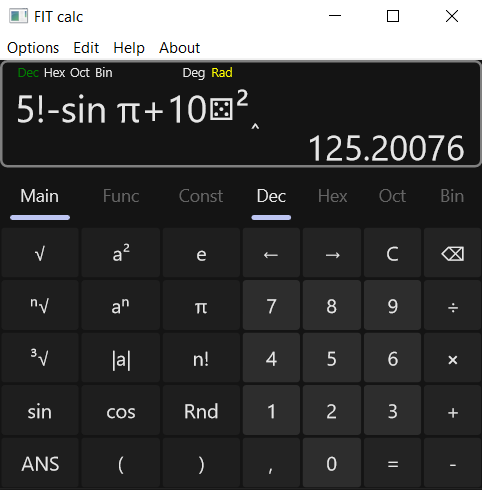 FIT calc
Options Edit Help About
Dec Hex Oct Bin Deg Rad
5!-sin π+10⚄²‸
125.20076
Main Func Const Dec Hex Oct Bin
√ a² e ← → C ⌫
ⁿ√ aⁿ π 7 8 9 ÷
³√ |a| n! 4 5 6 ×
sin cos Rnd 1 2 3 +
ANS ( ) , 0 = -